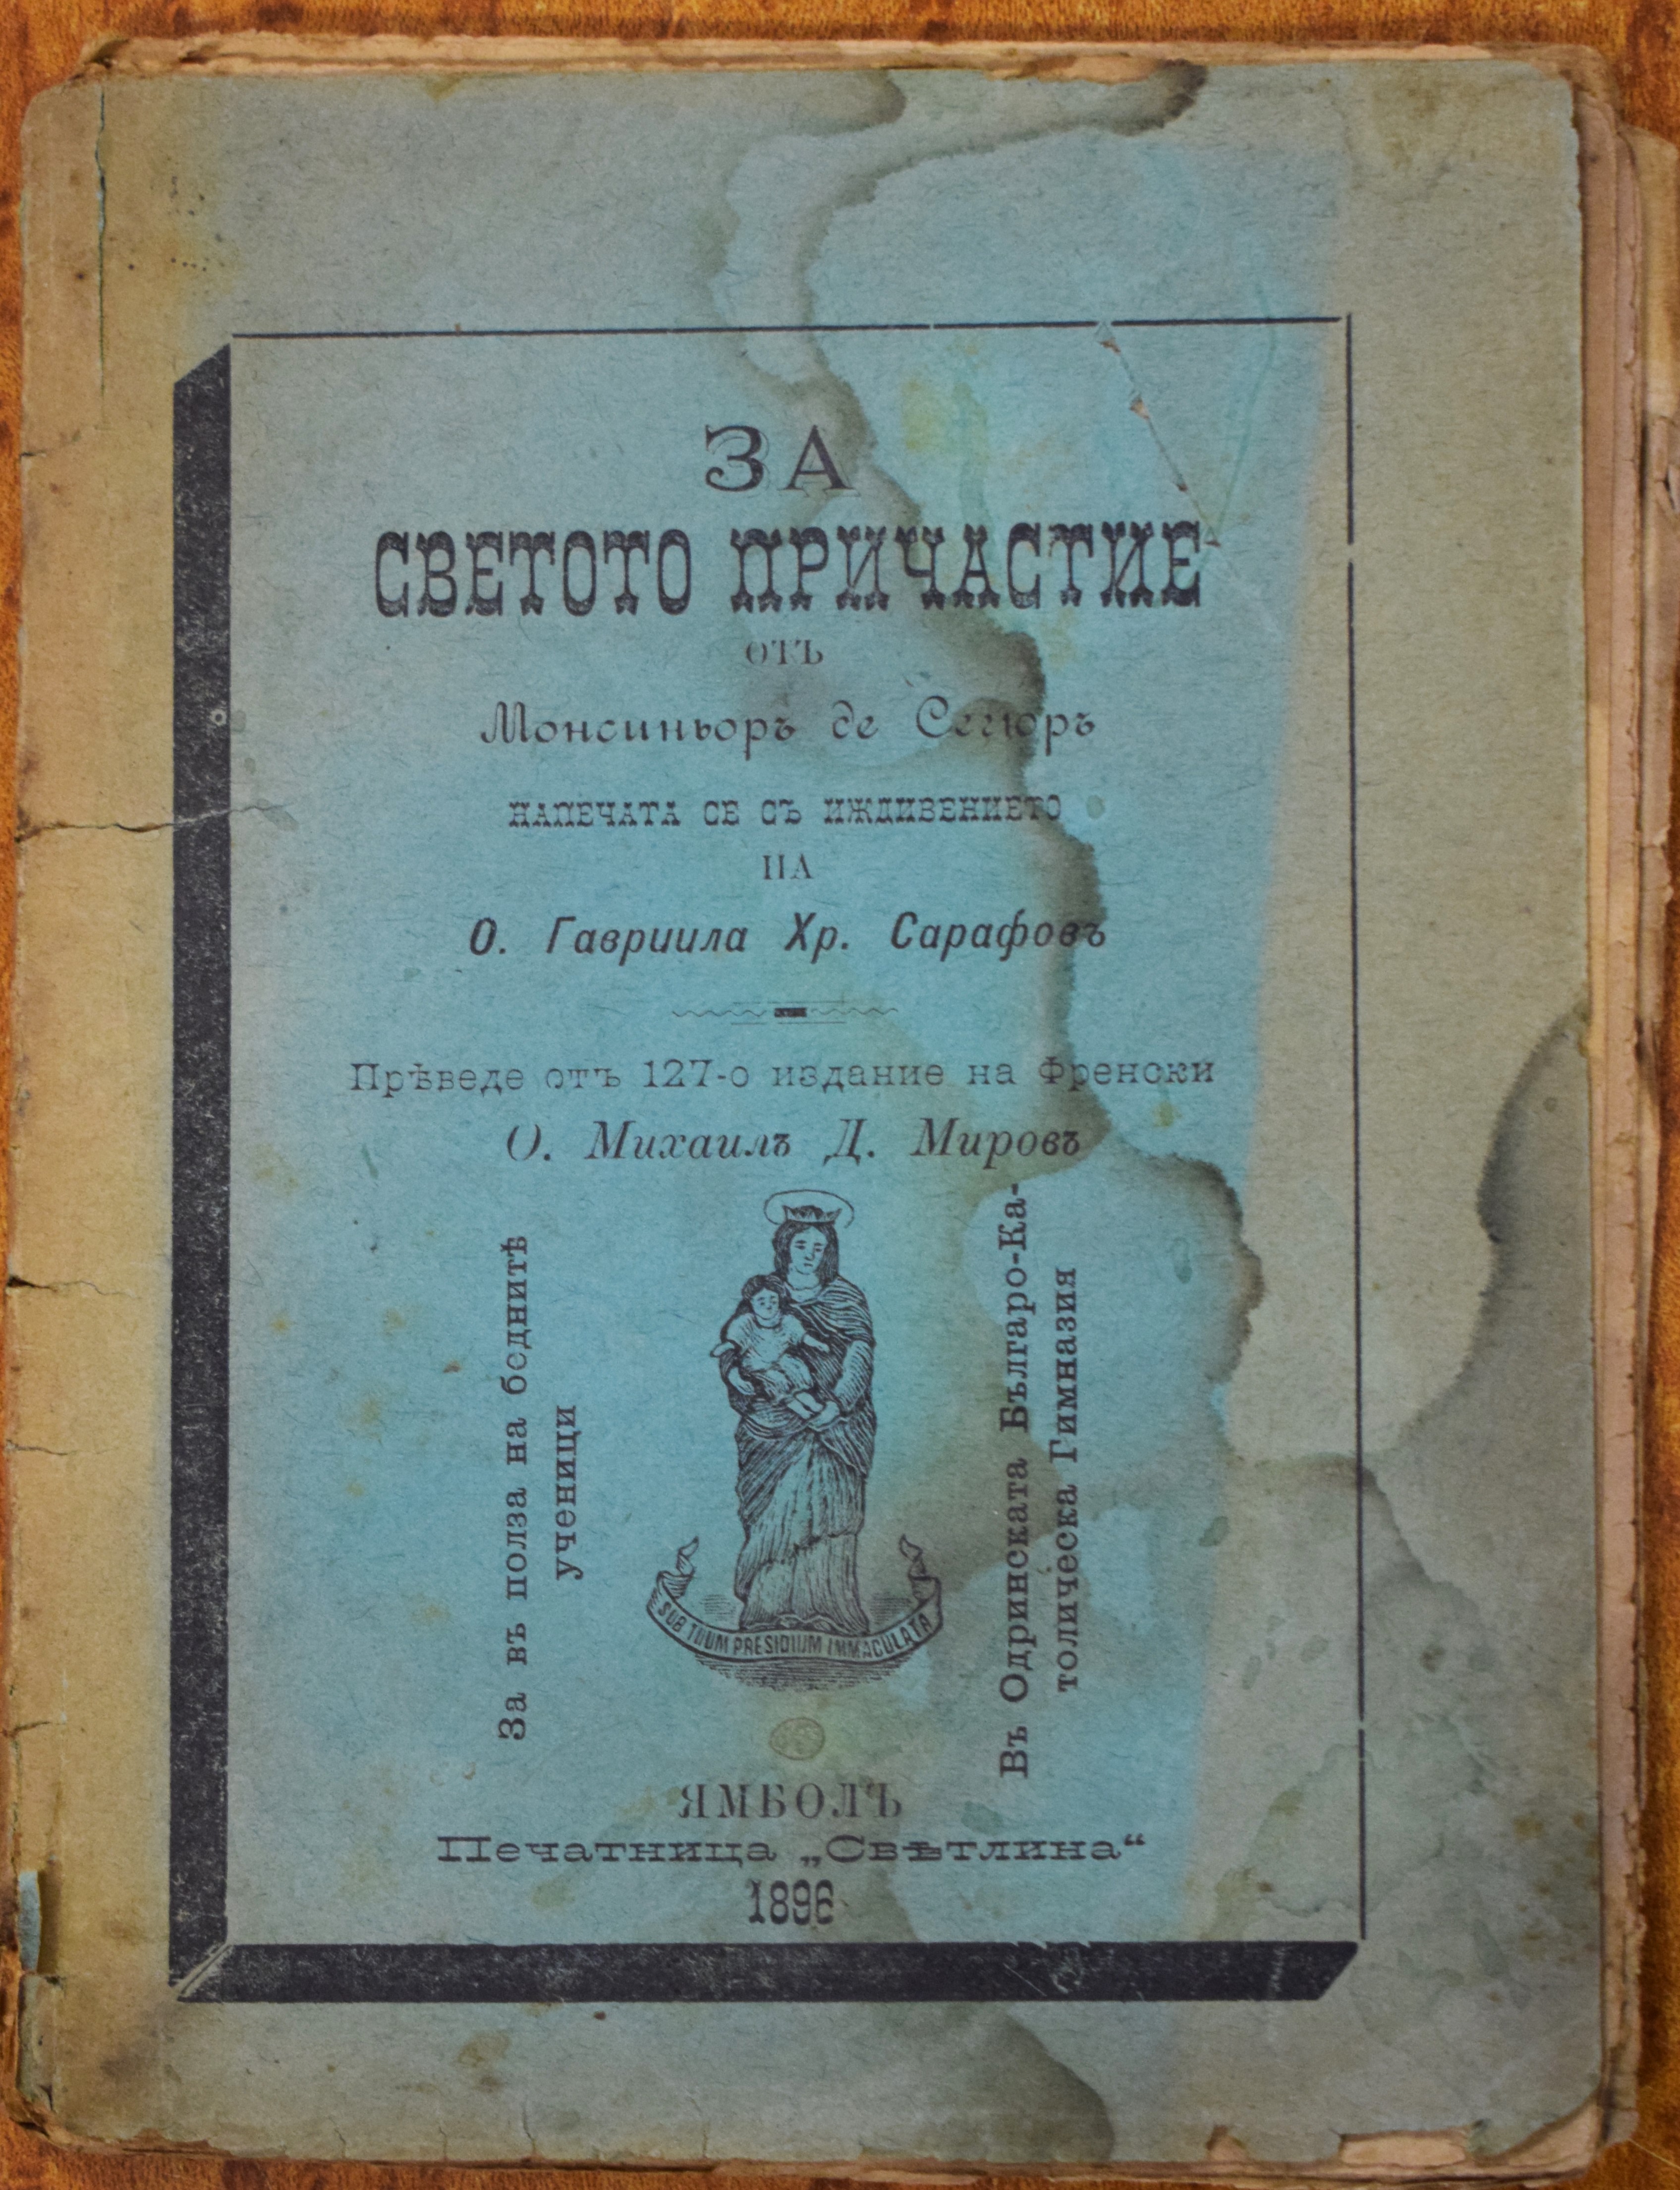 ЗА
СВЕТОТО ПРИЧАСТИЕ
отъ
Монсиньоръ де Сегюръ
НАПЕЧАТА СЕ СЪ ИЖДИВЕНИЕТО
НА
О. Гавриила Хр. Сарафовъ
Прѣведе отъ 127-о издание на Френски
О. Михаилъ Д. Мировъ
За въ полза на беднитѣ
ученици
SUB TUUM PRESIDIUM IMMACULATA
Въ Одринската Българо-Ка-
толическа Гимназия
ЯМБОЛЪ
Печатница „Свѣтлина“
1896